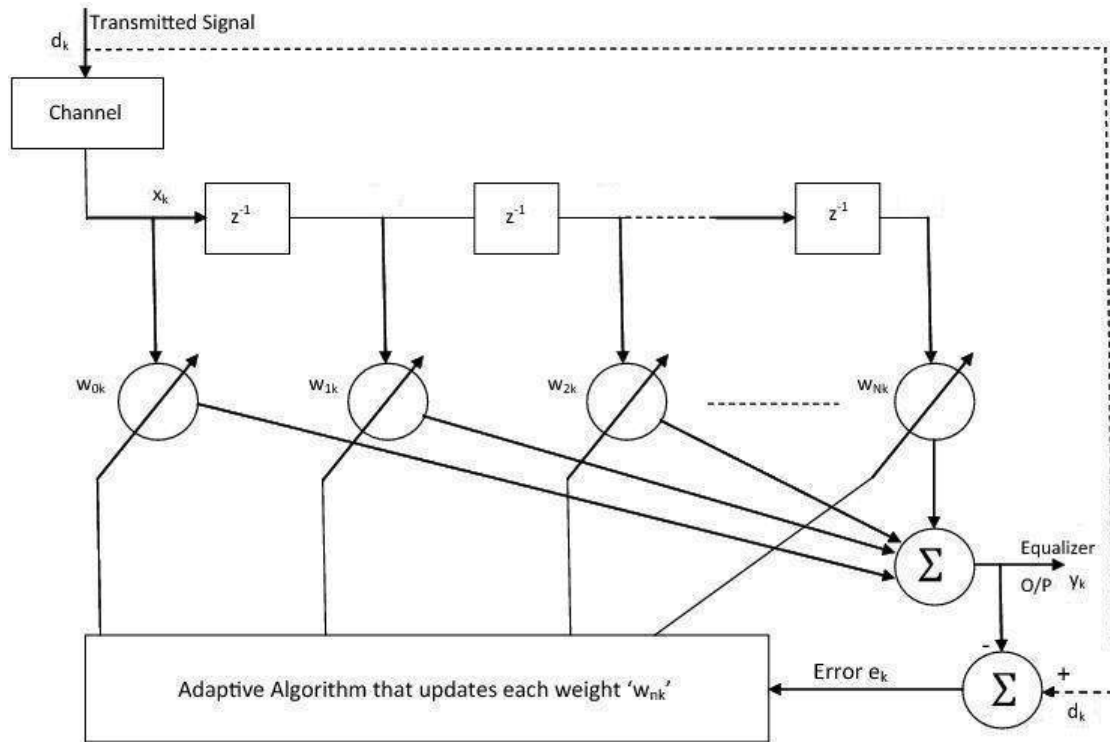 Transmitted Signal
dₖ
Channel
xₖ
z⁻¹
z⁻¹
z⁻¹
w₀ₖ
w₁ₖ
w₂ₖ
wₙₖ
Σ
Equalizer
O/P yₖ
-
+
Σ
dₖ
Error eₖ
Adaptive Algorithm that updates each weight ‘wₙₖ’